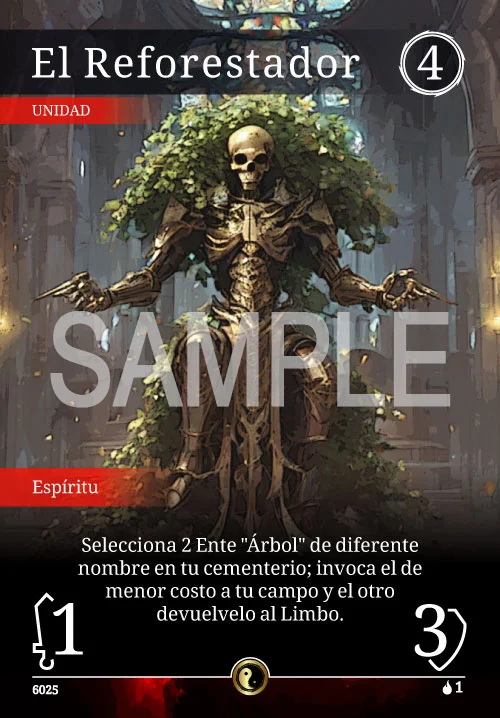 El Reforestador
4
UNIDAD
SAMPLE
Espíritu
Selecciona 2 Ente "Árbol" de diferente
nombre en tu cementerio; invoca el de
menor costo a tu campo y el otro
devuelvelo al Limbo.
1
3
6025
1